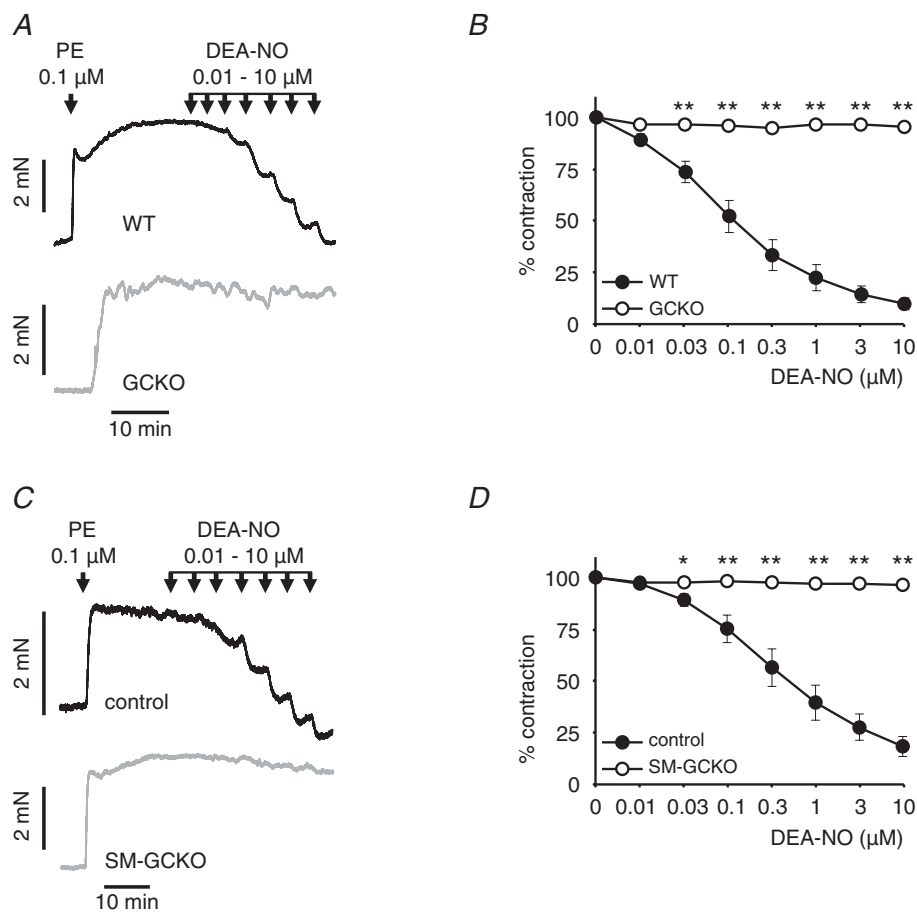 A
PE
0.1 µM
DEA-NO
0.01 - 10 µM
2 mN
WT
2 mN
GCKO
10 min
B
** ** ** ** ** **
100
75
50
25
0
% contraction
WT
GCKO
0 0.01 0.03 0.1 0.3 1 3 10
DEA-NO (µM)
C
PE
0.1 µM
DEA-NO
0.01 - 10 µM
2 mN
control
2 mN
SM-GCKO
10 min
D
* ** ** ** ** **
100
75
50
25
0
% contraction
control
SM-GCKO
0 0.01 0.03 0.1 0.3 1 3 10
DEA-NO (µM)